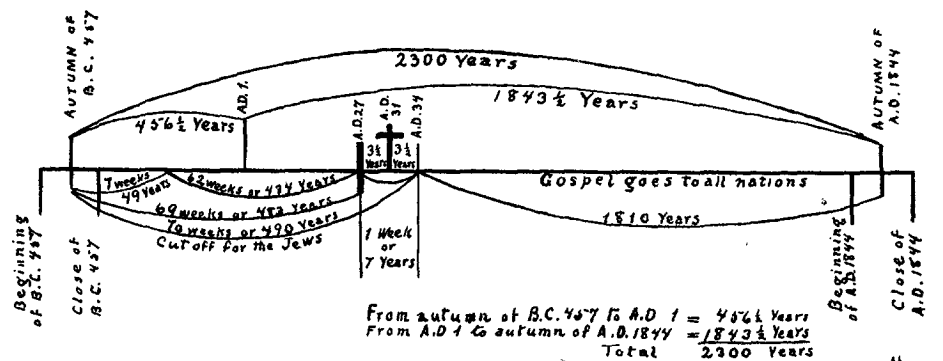 AUTUMN OF
B.C. 457
2300 Years
AUTUMN OF
A.D. 1844
A.D. 1.
456½ Years
1843½ Years
A.D. 27
A.D.
31
A.D. 34
3½
Years
3½
Years
7 weeks
49 Years
62 weeks or 434 Years
69 weeks or 483 Years
70 weeks or 490 Years
Cut off for the Jews
1 Week
or
7 Years
Gospel goes to all nations
1810 Years
Beginning
of B.C. 457
Close of
B.C. 457
Beginning
of A.D. 1844
Close of
A.D. 1844
From autumn of B.C. 457 to A.D 1 = 456½ Years
From A.D 1 to autumn of A.D. 1844 = 1843½ Years
Total 2300 Years